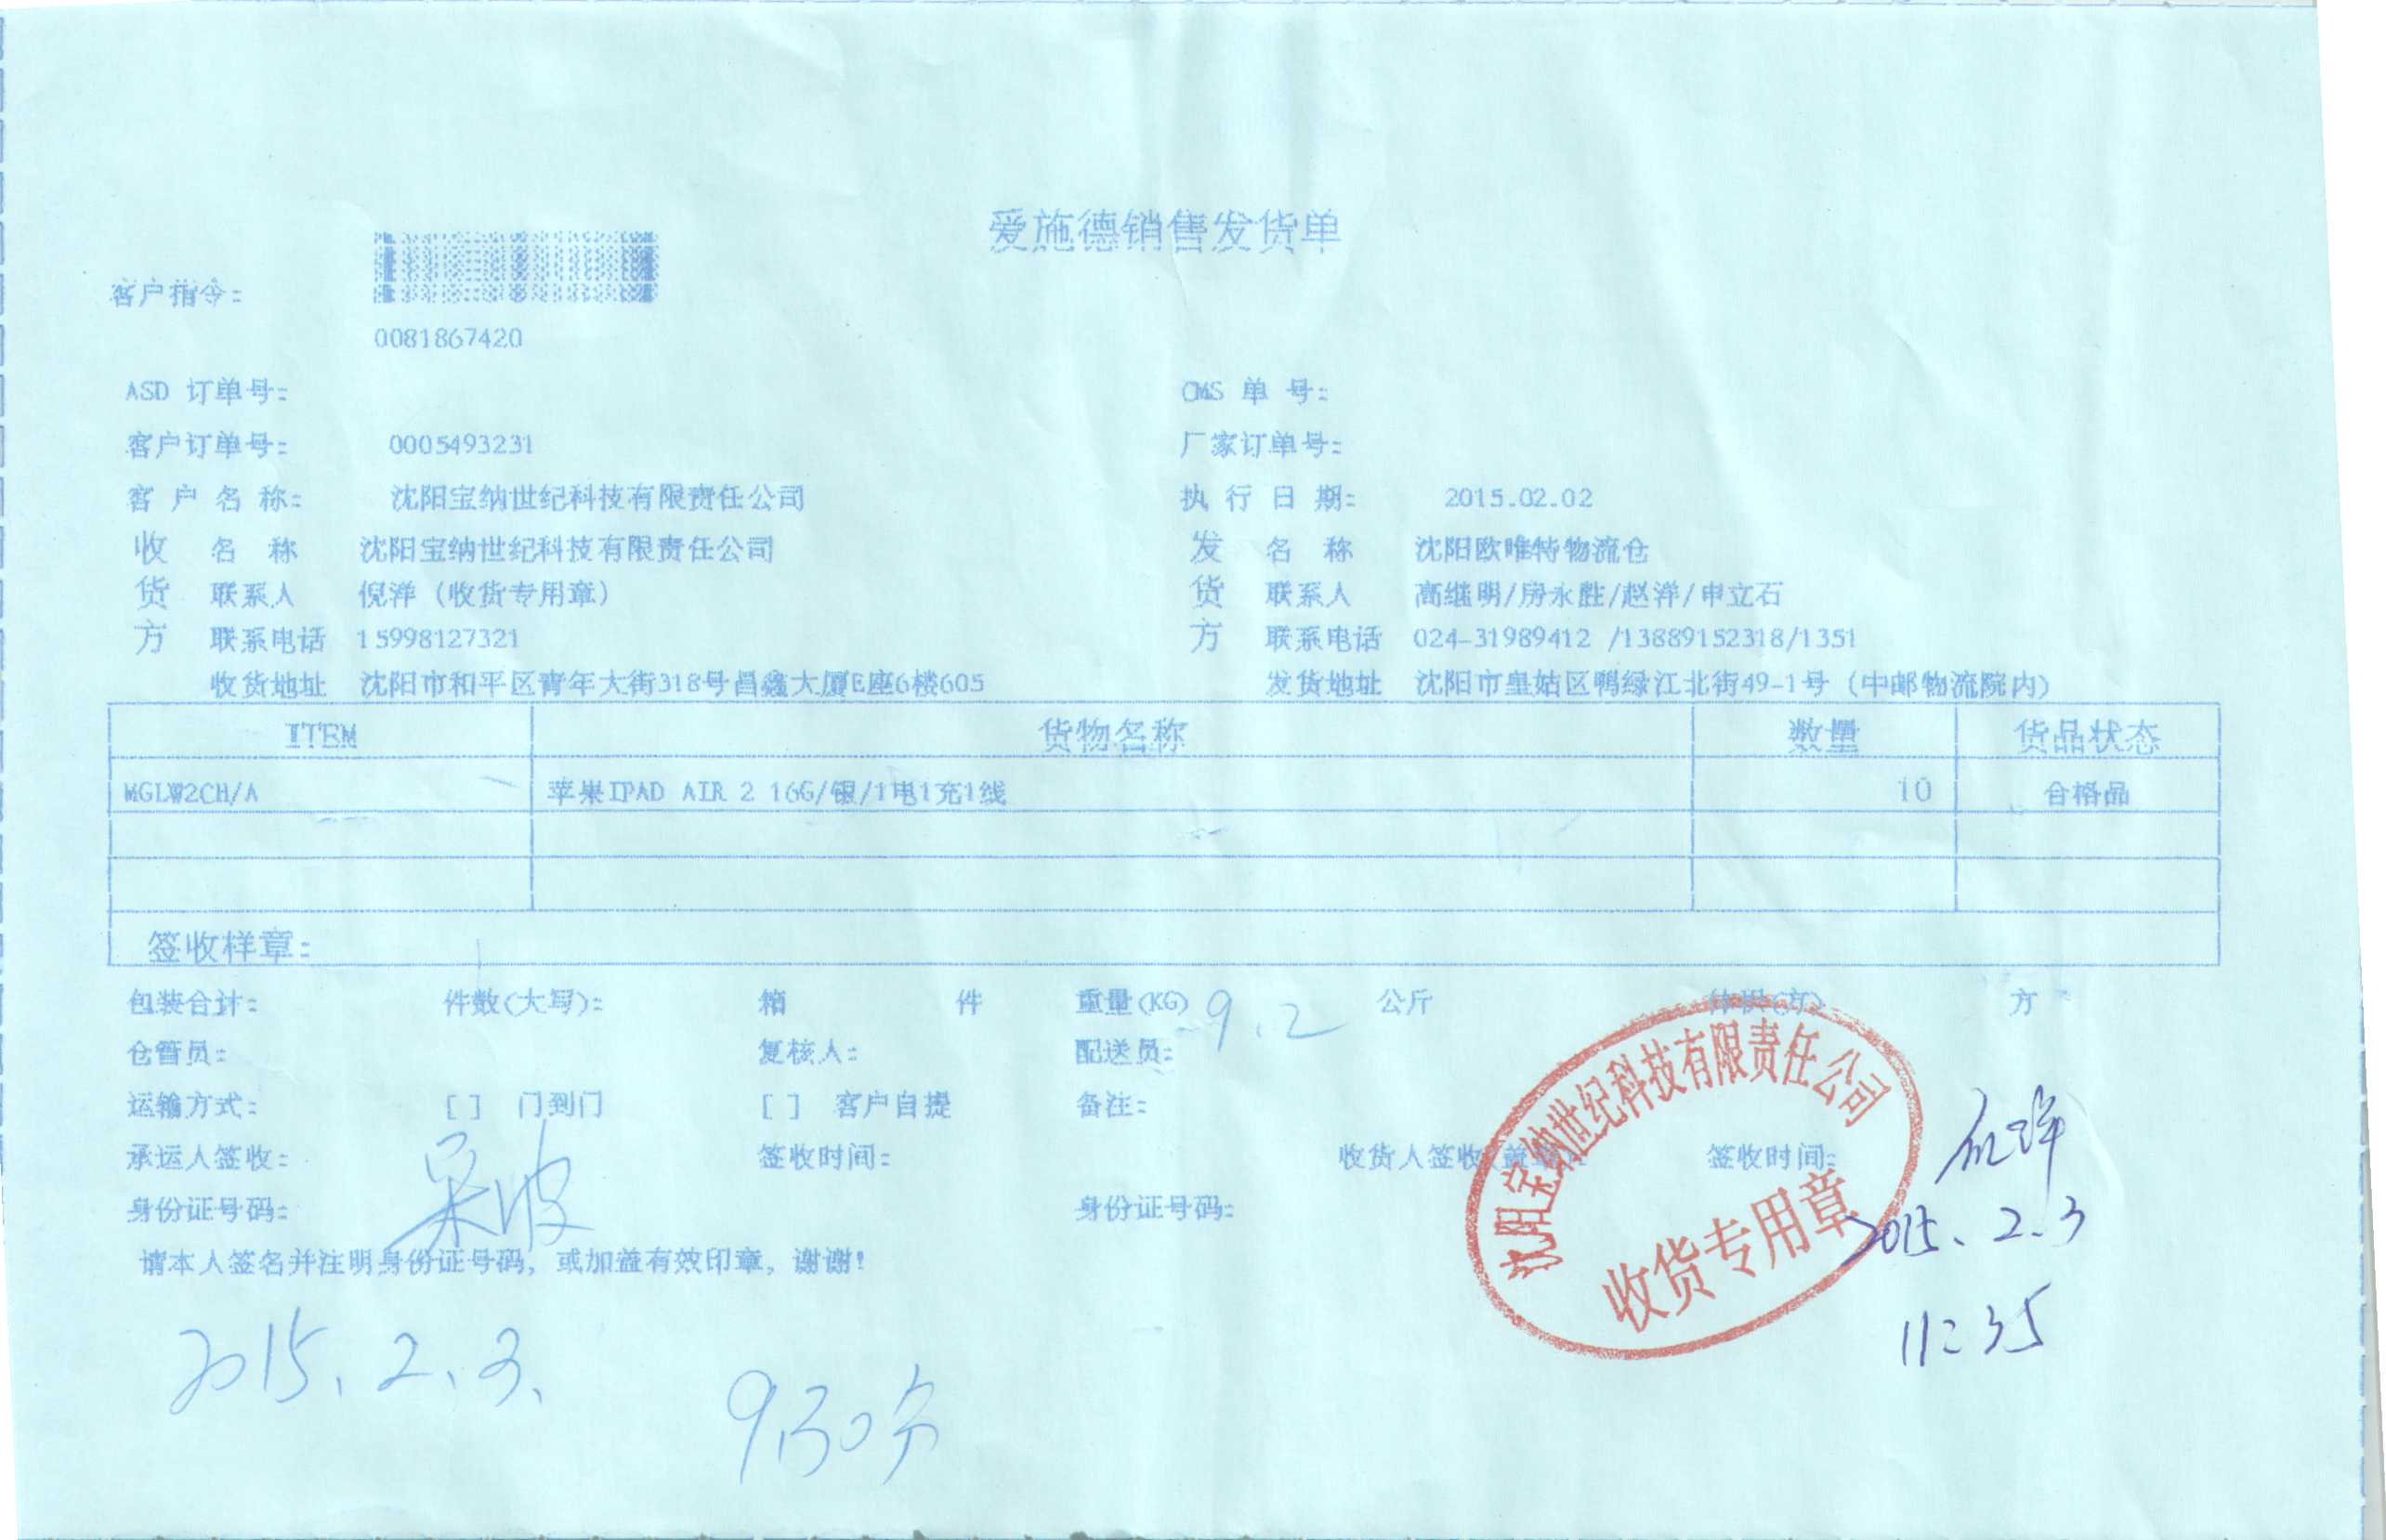 爱施德销售发货单
客户指令:
0081867420
ASD 订单号: CMS 单 号:
客户订单号: 0005493231 厂家订单号:
客 户 名 称: 沈阳宝纳世纪科技有限责任公司 执 行 日 期: 2015.02.02
收 名 称 沈阳宝纳世纪科技有限责任公司 发 名 称 沈阳欧唯特物流仓
货 联系人 倪洋(收货专用章) 货 联系人 高继明/房永胜/赵洋/申立石
方 联系电话 15998127321 方 联系电话 024-31989412 /13889152318/1351
收货地址 沈阳市和平区青年大街318号昌鑫大厦E座6楼605 发货地址 沈阳市皇姑区鸭绿江北街49-1号(中邮物流院内)
ITEM 货物名称 数量 货品状态
MGLW2CH/A 苹果IPAD AIR 2 16G/银/1电1充1线 10 合格品
签收样章:
包装合计: 件数(大写): 箱 件 重量(KG) 9.2 公斤 体积(方) 方
仓管员: 复核人: 配送员:
运输方式: [ ] 门到门 [ ] 客户自提 备注:
承运人签收: 签收时间: 收货人签收(盖章): 签收时间:
身份证号码: 身份证号码:
请本人签名并注明身份证号码，或加盖有效印章，谢谢!
沈阳宝纳世纪科技有限责任公司
收货专用章
2015.2.3
11:35
2015.2.3.
9.30分